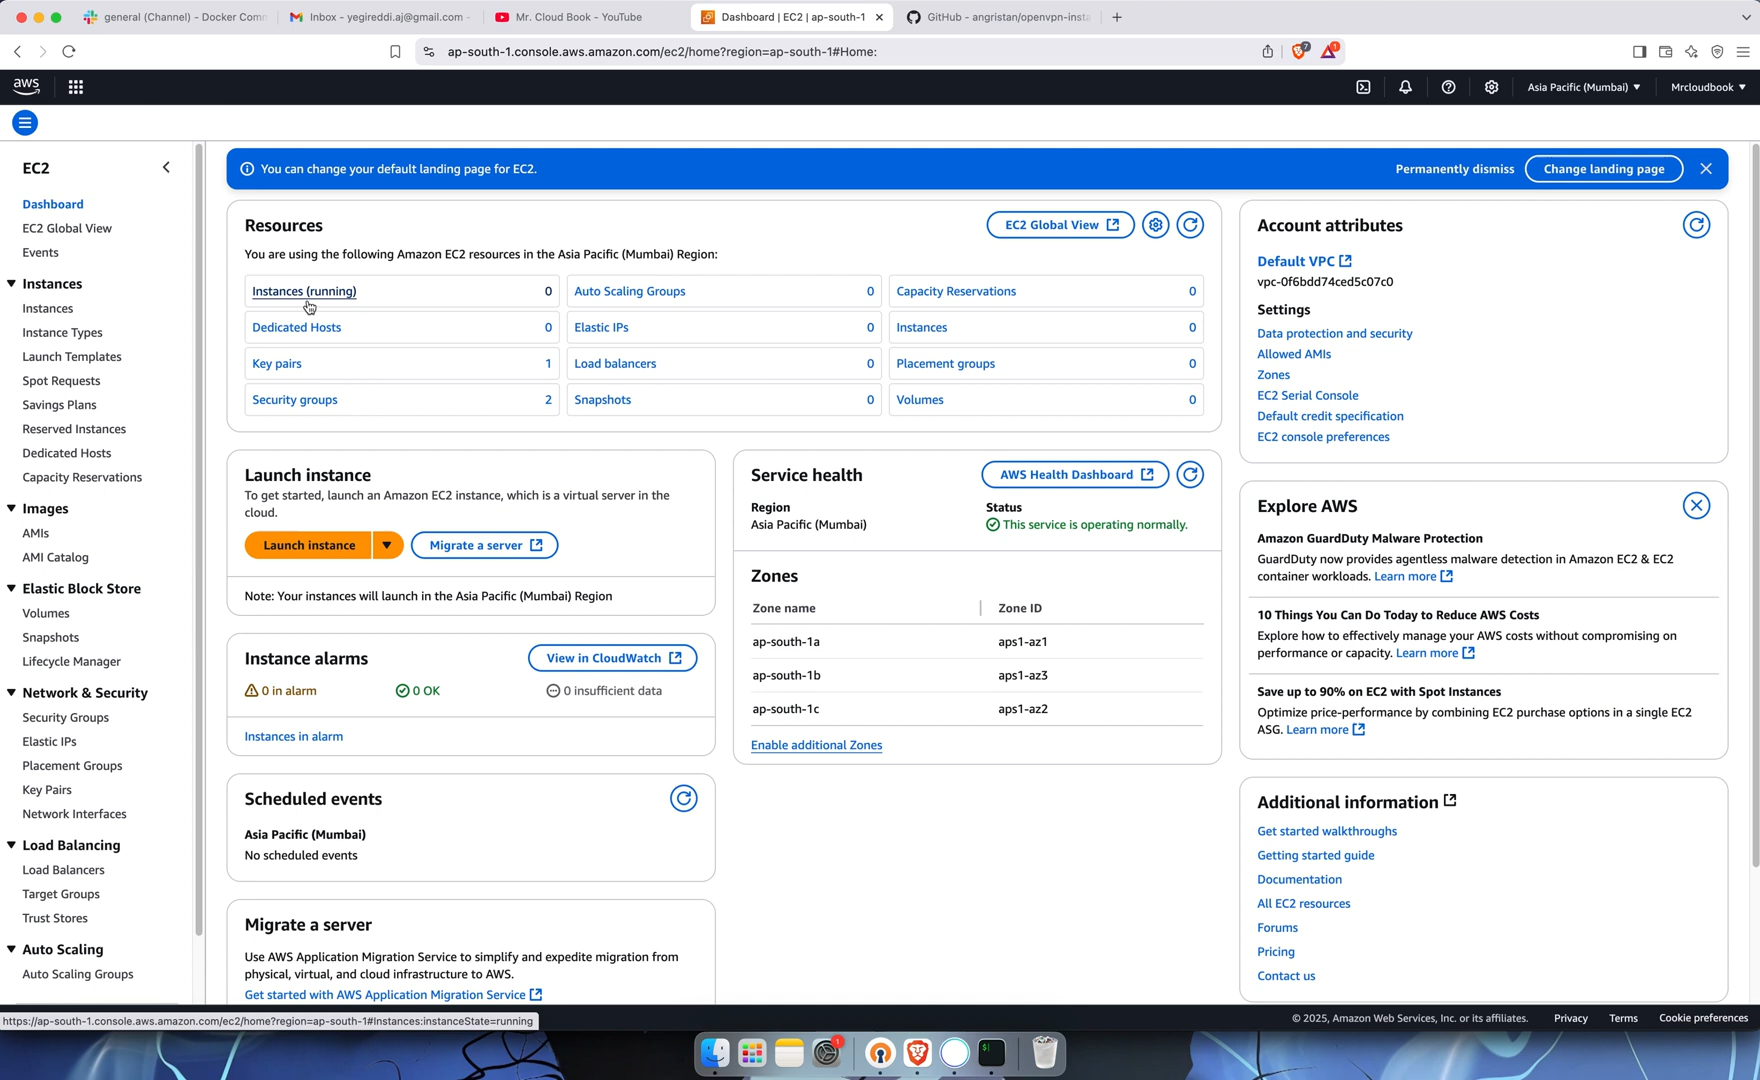 general (Channel) - Docker Comm
Inbox - yegireddi.aj@gmail.com -
Mr. Cloud Book - YouTube
Dashboard | EC2 | ap-south-1
GitHub - angristan/openvpn-insta
ap-south-1.console.aws.amazon.com/ec2/home?region=ap-south-1#Home:
7
1
aws
Asia Pacific (Mumbai)
Mrcloudbook
EC2
Dashboard
EC2 Global View
Events
Instances
Instances
Instance Types
Launch Templates
Spot Requests
Savings Plans
Reserved Instances
Dedicated Hosts
Capacity Reservations
Images
AMIs
AMI Catalog
Elastic Block Store
Volumes
Snapshots
Lifecycle Manager
Network & Security
Security Groups
Elastic IPs
Placement Groups
Key Pairs
Network Interfaces
Load Balancing
Load Balancers
Target Groups
Trust Stores
Auto Scaling
Auto Scaling Groups
You can change your default landing page for EC2.
Permanently dismiss
Change landing page
Resources
EC2 Global View
You are using the following Amazon EC2 resources in the Asia Pacific (Mumbai) Region:
Instances (running) 0
Auto Scaling Groups 0
Capacity Reservations 0
Dedicated Hosts 0
Elastic IPs 0
Instances 0
Key pairs 1
Load balancers 0
Placement groups 0
Security groups 2
Snapshots 0
Volumes 0
Launch instance
To get started, launch an Amazon EC2 instance, which is a virtual server in the
cloud.
Launch instance
Migrate a server
Note: Your instances will launch in the Asia Pacific (Mumbai) Region
Instance alarms
View in CloudWatch
0 in alarm
0 OK
0 insufficient data
Instances in alarm
Scheduled events
Asia Pacific (Mumbai)
No scheduled events
Migrate a server
Use AWS Application Migration Service to simplify and expedite migration from
physical, virtual, and cloud infrastructure to AWS.
Get started with AWS Application Migration Service
Service health
AWS Health Dashboard
Region
Status
Asia Pacific (Mumbai)
This service is operating normally.
Zones
Zone name
Zone ID
ap-south-1a
aps1-az1
ap-south-1b
aps1-az3
ap-south-1c
aps1-az2
Enable additional Zones
Account attributes
Default VPC
vpc-0f6bdd74ced5c07c0
Settings
Data protection and security
Allowed AMIs
Zones
EC2 Serial Console
Default credit specification
EC2 console preferences
Explore AWS
Amazon GuardDuty Malware Protection
GuardDuty now provides agentless malware detection in Amazon EC2 & EC2
container workloads. Learn more
10 Things You Can Do Today to Reduce AWS Costs
Explore how to effectively manage your AWS costs without compromising on
performance or capacity. Learn more
Save up to 90% on EC2 with Spot Instances
Optimize price-performance by combining EC2 purchase options in a single EC2
ASG. Learn more
Additional information
Get started walkthroughs
Getting started guide
Documentation
All EC2 resources
Forums
Pricing
Contact us
https://ap-south-1.console.aws.amazon.com/ec2/home?region=ap-south-1#Instances:instanceState=running
© 2025, Amazon Web Services, Inc. or its affiliates.
Privacy
Terms
Cookie preferences
1
$